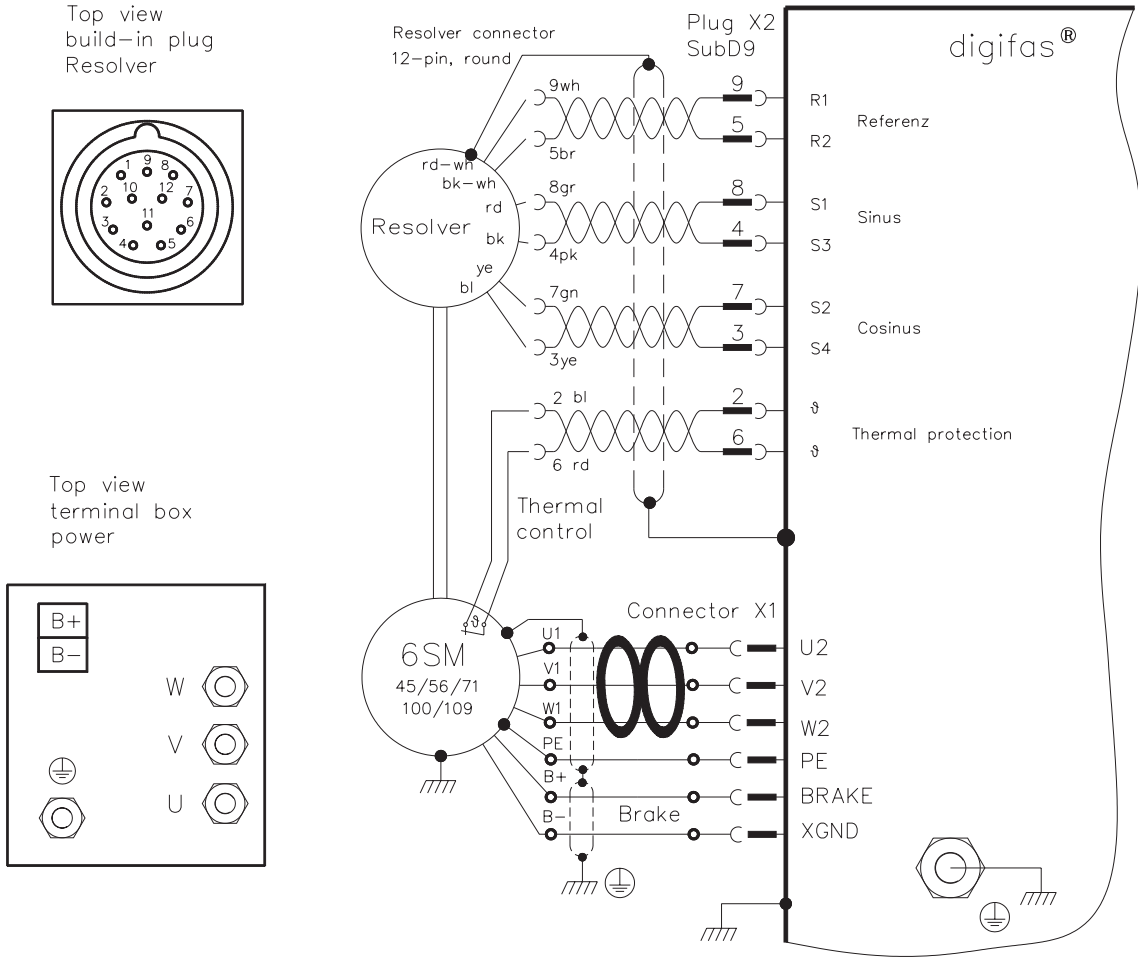 Top view
build-in plug
Resolver
1
9
8
2
10
12
7
11
3
6
4
5
Top view
terminal box
power
B+
B-
W
V
U
Resolver connector
12-pin, round
Plug X2
SubD9
digifas®
9wh
9
R1
Referenz
5br
5
R2
rd-wh
bk-wh
rd
bk
ye
bl
Resolver
8gr
8
S1
Sinus
4pk
4
S3
7gn
7
S2
Cosinus
3ye
3
S4
2 bl
2
ϑ
Thermal protection
6 rd
6
ϑ
Thermal
control
ϑ
Connector X1
6SM
45/56/71
100/109
U1
U2
V1
V2
W1
W2
PE
PE
B+
BRAKE
B-
Brake
XGND